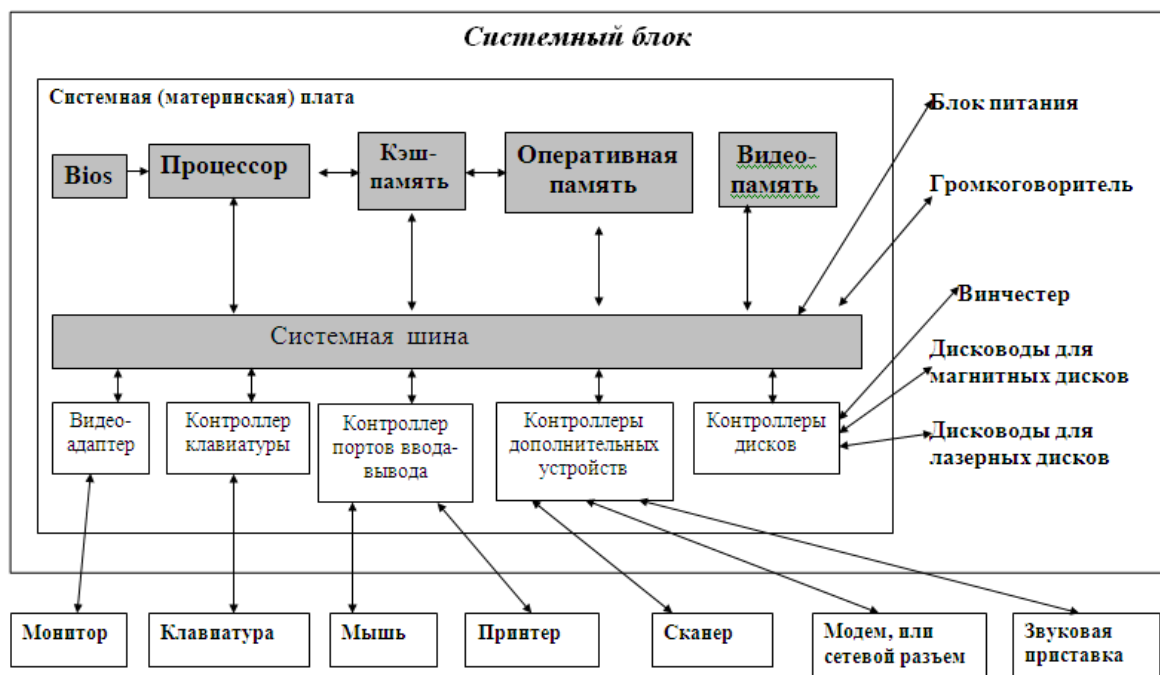 Системный блок
Системная (материнская) плата
Блок питания
Bios
Процессор
Кэш-
память
Оперативная
память
Видео-
память
Громкоговоритель
Винчестер
Системная шина
Дисководы для
магнитных дисков
Видео-
адаптер
Контроллер
клавиатуры
Контроллер
портов ввода-
вывода
Контроллеры
дополнительных
устройств
Контроллеры
дисков
Дисководы для
лазерных дисков
Монитор
Клавиатура
Мышь
Принтер
Сканер
Модем, или
сетевой разъем
Звуковая
приставка